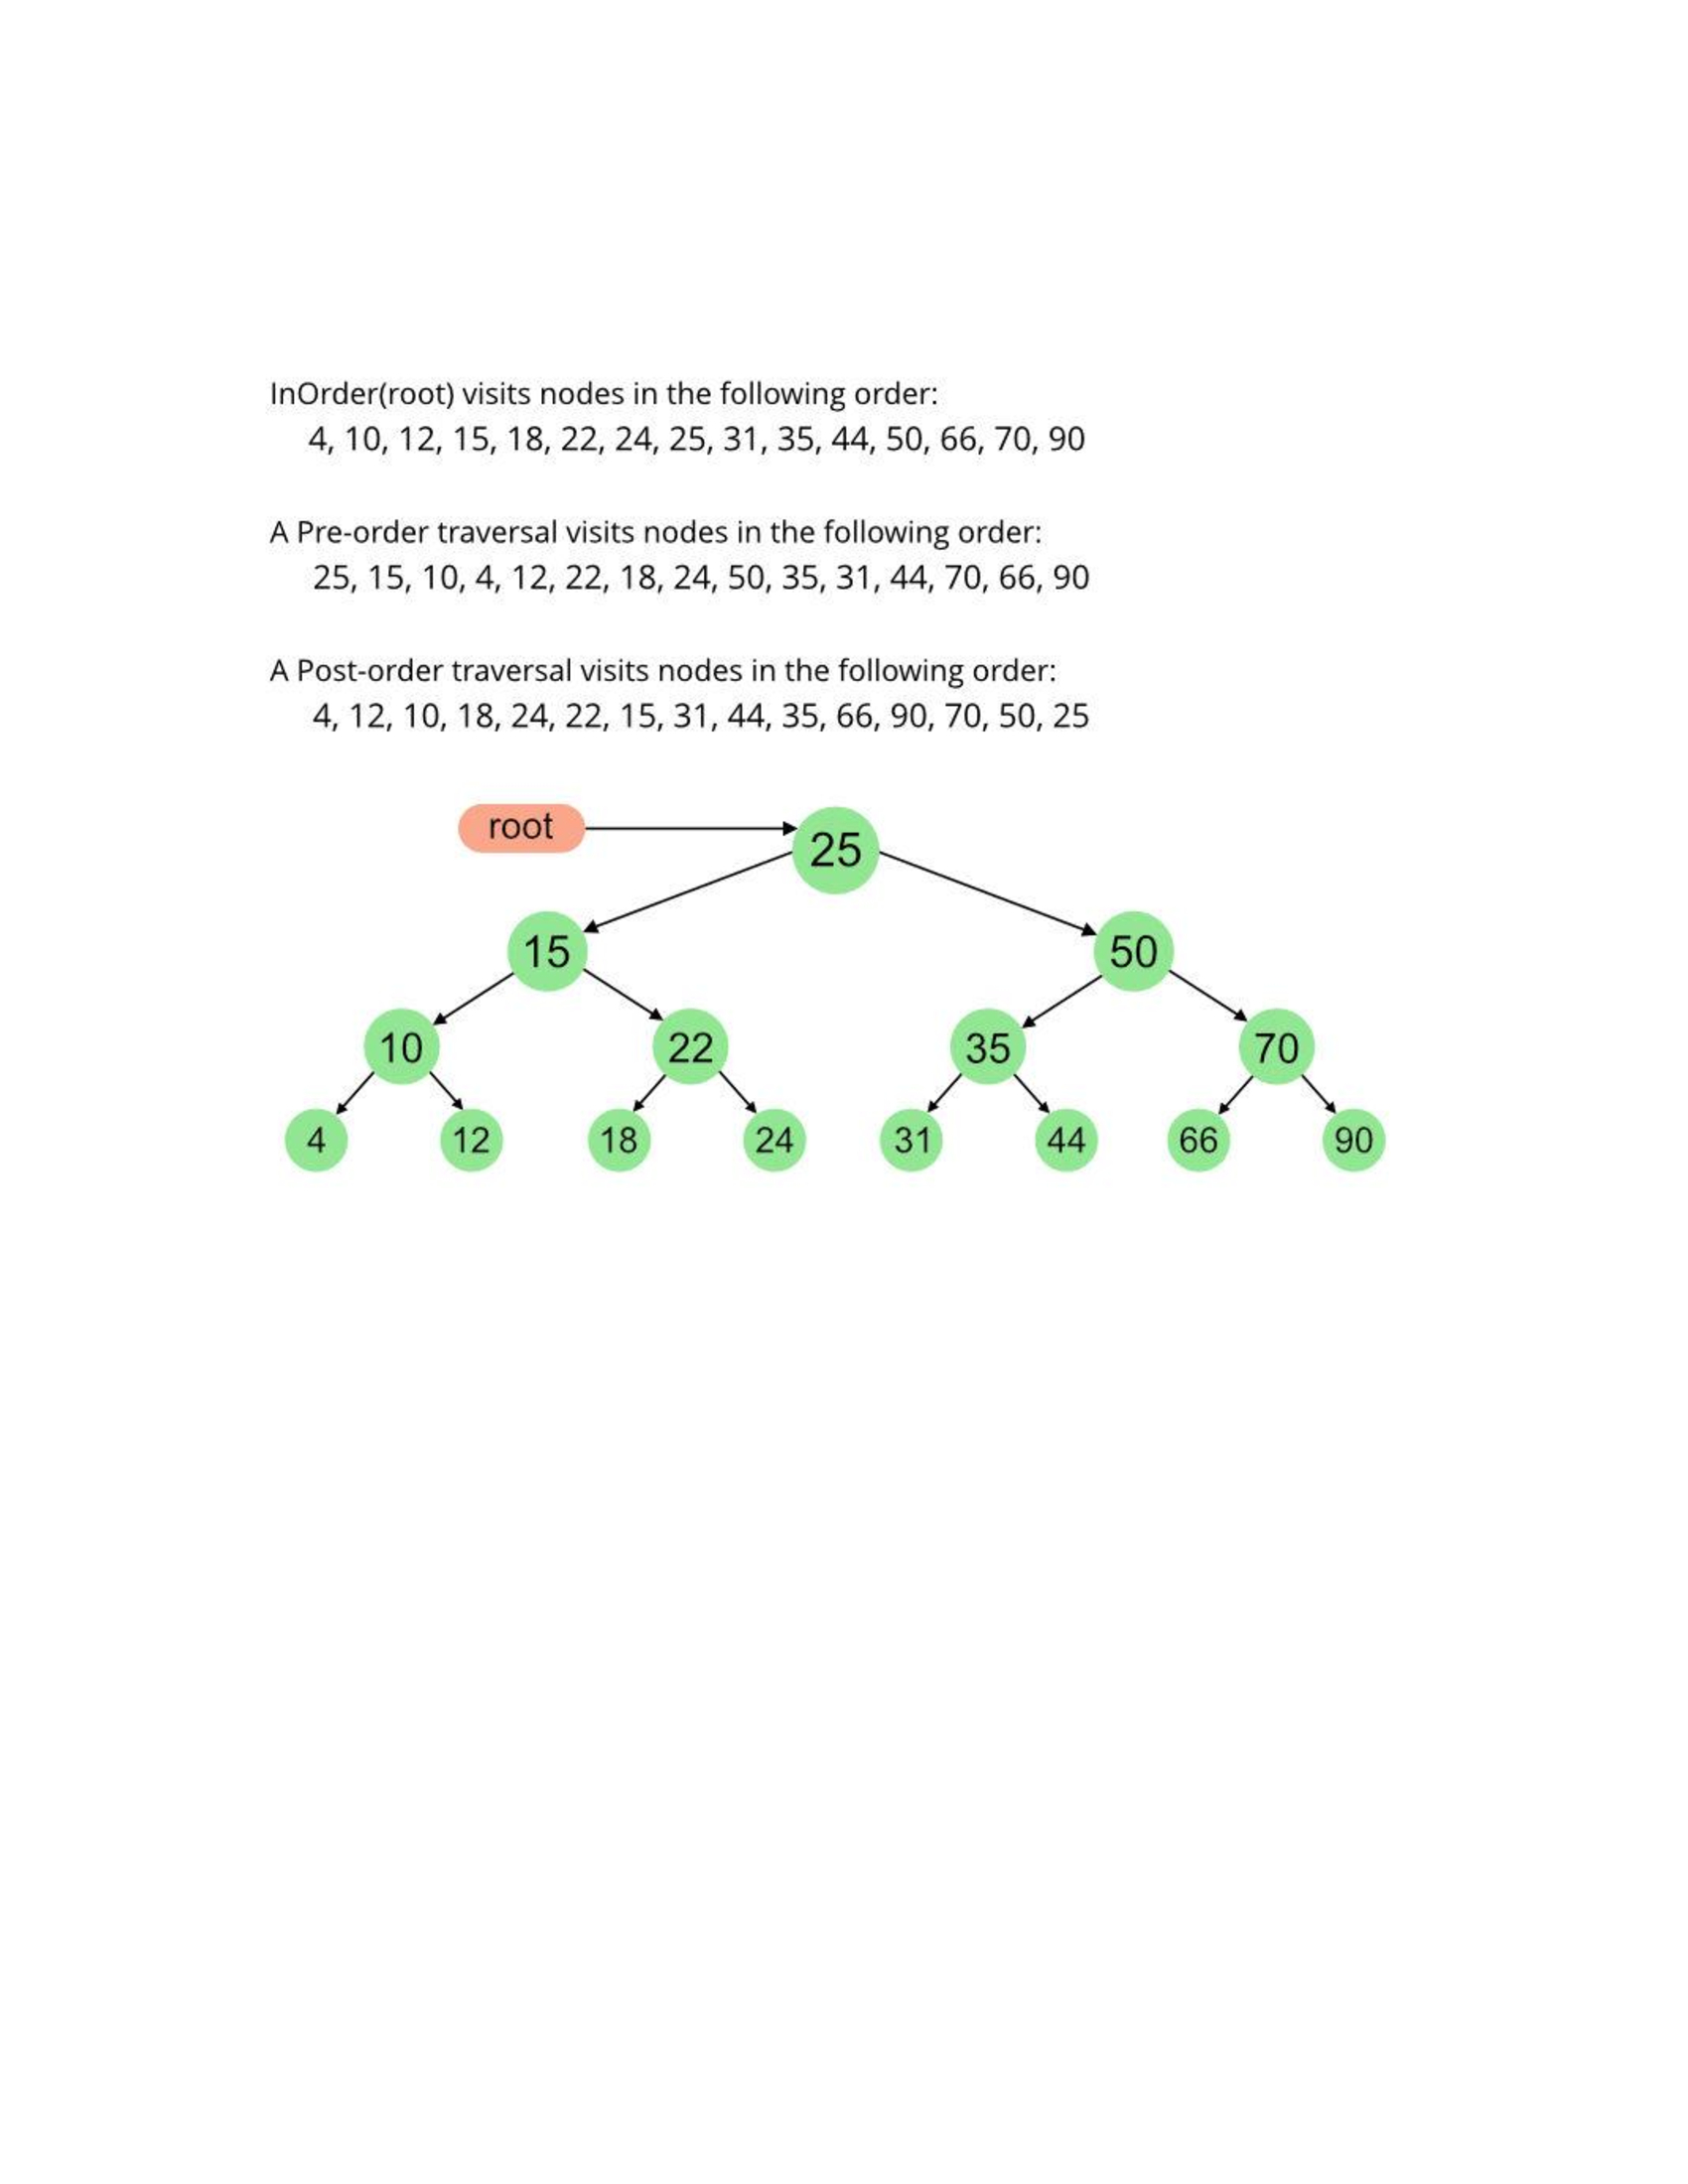 InOrder(root) visits nodes in the following order:
4, 10, 12, 15, 18, 22, 24, 25, 31, 35, 44, 50, 66, 70, 90
A Pre-order traversal visits nodes in the following order:
25, 15, 10, 4, 12, 22, 18, 24, 50, 35, 31, 44, 70, 66, 90
A Post-order traversal visits nodes in the following order:
4, 12, 10, 18, 24, 22, 15, 31, 44, 35, 66, 90, 70, 50, 25
root
25
15 50
10 22 35 70
4 12 18 24 31 44 66 90